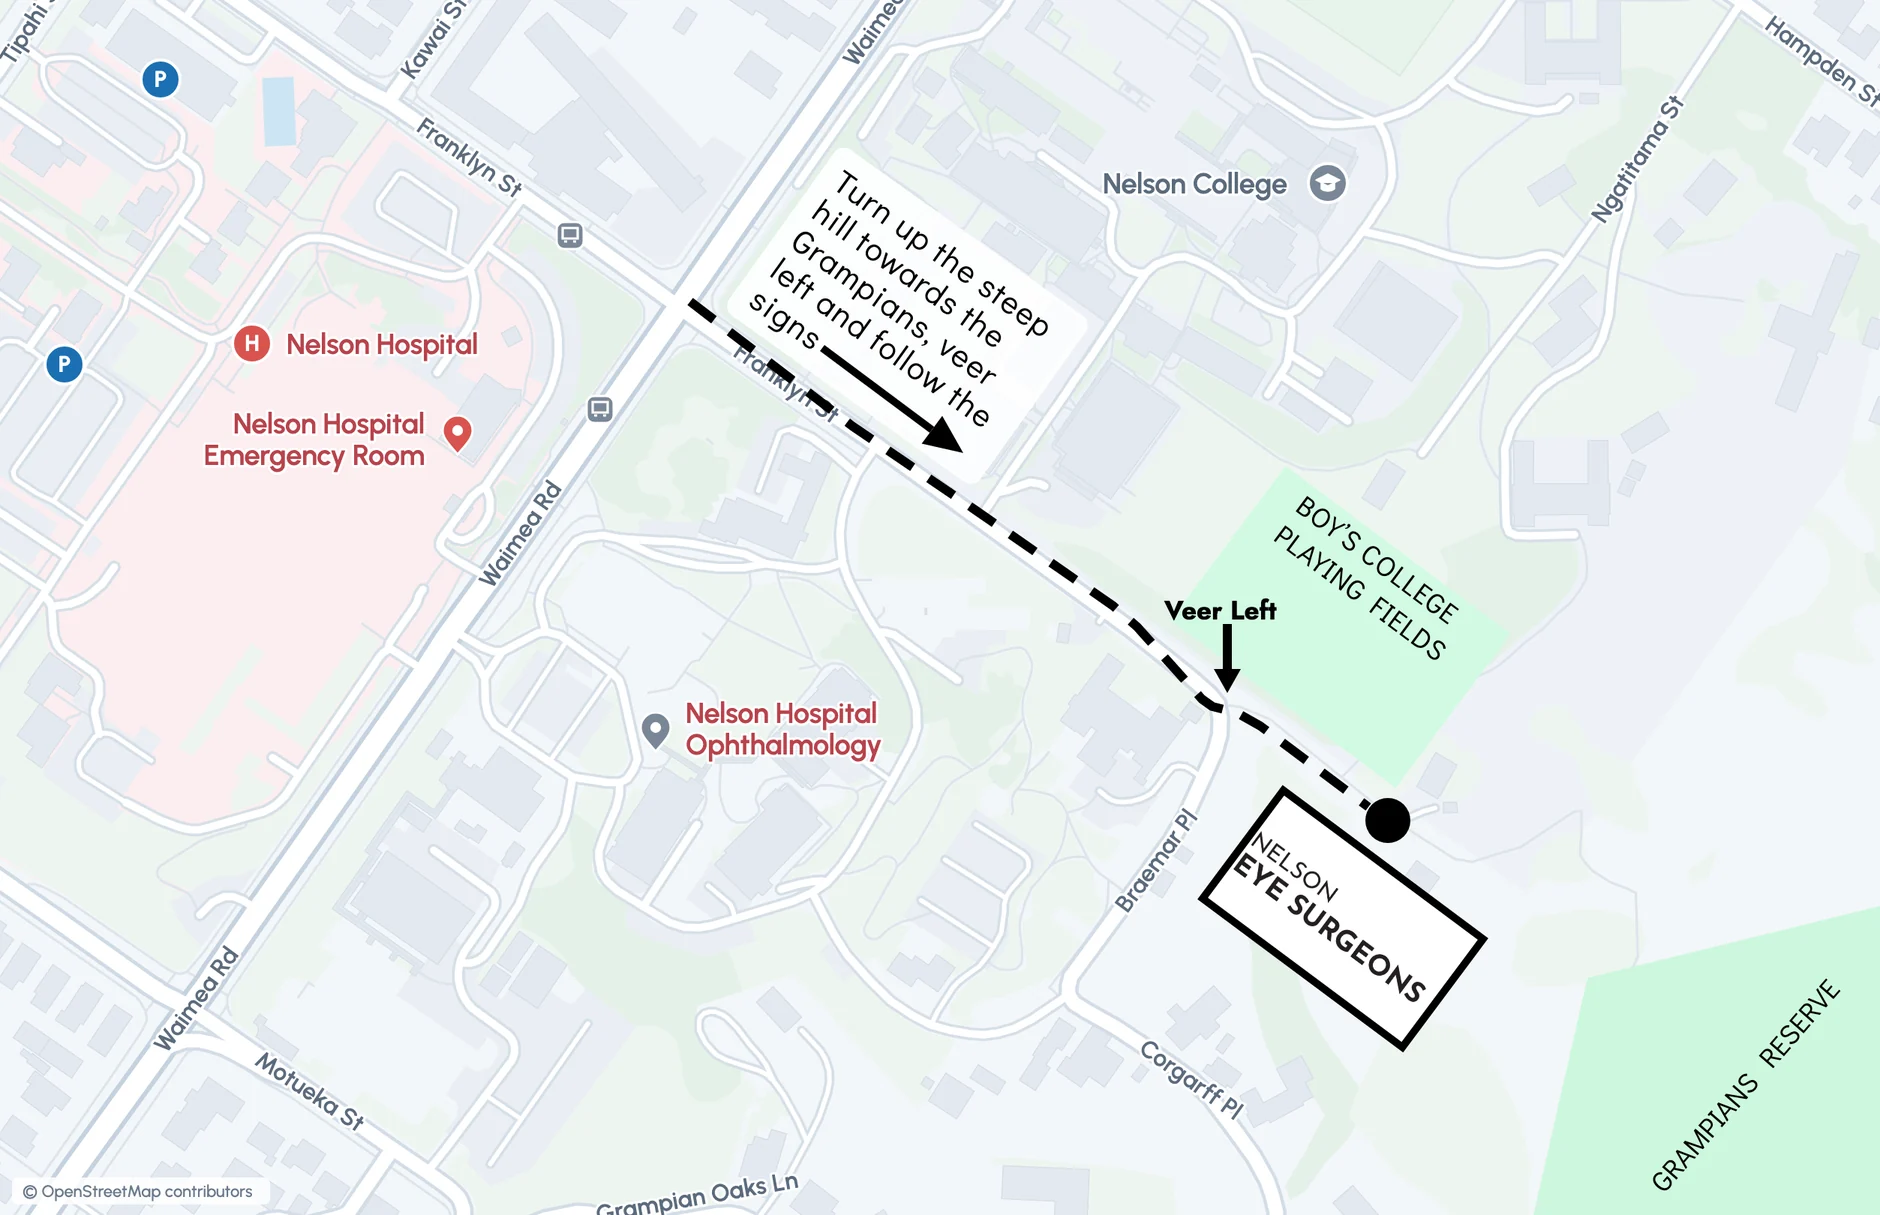 Tipahi S
Kawai St
Waimea
Hampden St
P
Franklyn St
Ngatitama St
Nelson College
Turn up the steep
hill towards the
Grampians, veer
left and follow the
signs
H Nelson Hospital
P
Franklyn St
Nelson Hospital
Emergency Room
Waimea Rd
BOY'S COLLEGE
PLAYING FIELDS
Veer Left
Nelson Hospital
Ophthalmology
Braemar Pl
NELSON
EYE SURGEONS
Waimea Rd
Motueka St
Corgarff Pl
GRAMPIANS RESERVE
Grampian Oaks Ln
© OpenStreetMap contributors